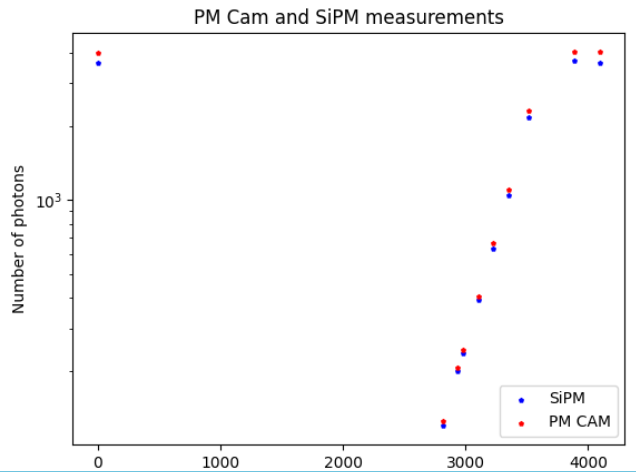 PM Cam and SiPM measurements
Number of photons
10³
SiPM
PM CAM
0 1000 2000 3000 4000